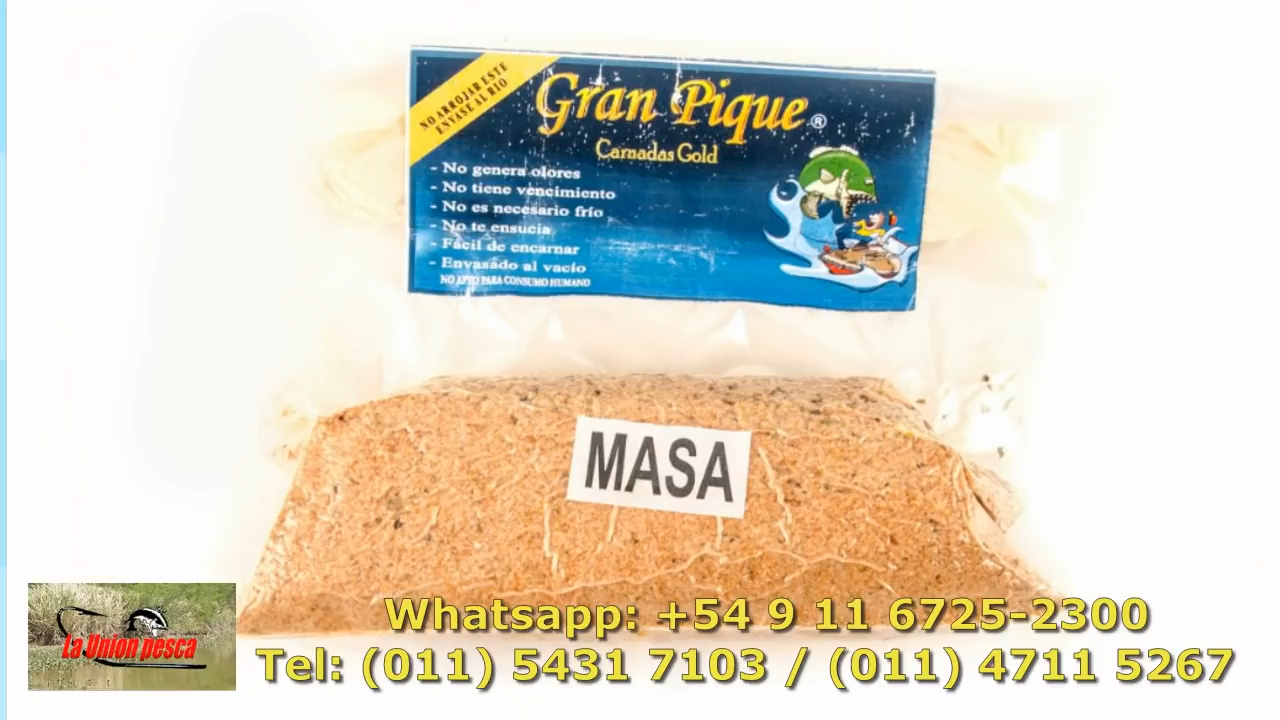 NO ARROJAR ESTE
ENVASE AL RIO
Gran Pique ®
Carnadas Gold
- No genera olores
- No tiene vencimiento
- No es necesario frío
- No te ensucia
- Fácil de encarnar
- Envasado al vacío
NO APTO PARA CONSUMO HUMANO
MASA
La Union pesca
Whatsapp: +54 9 11 6725-2300
Tel: (011) 5431 7103 / (011) 4711 5267